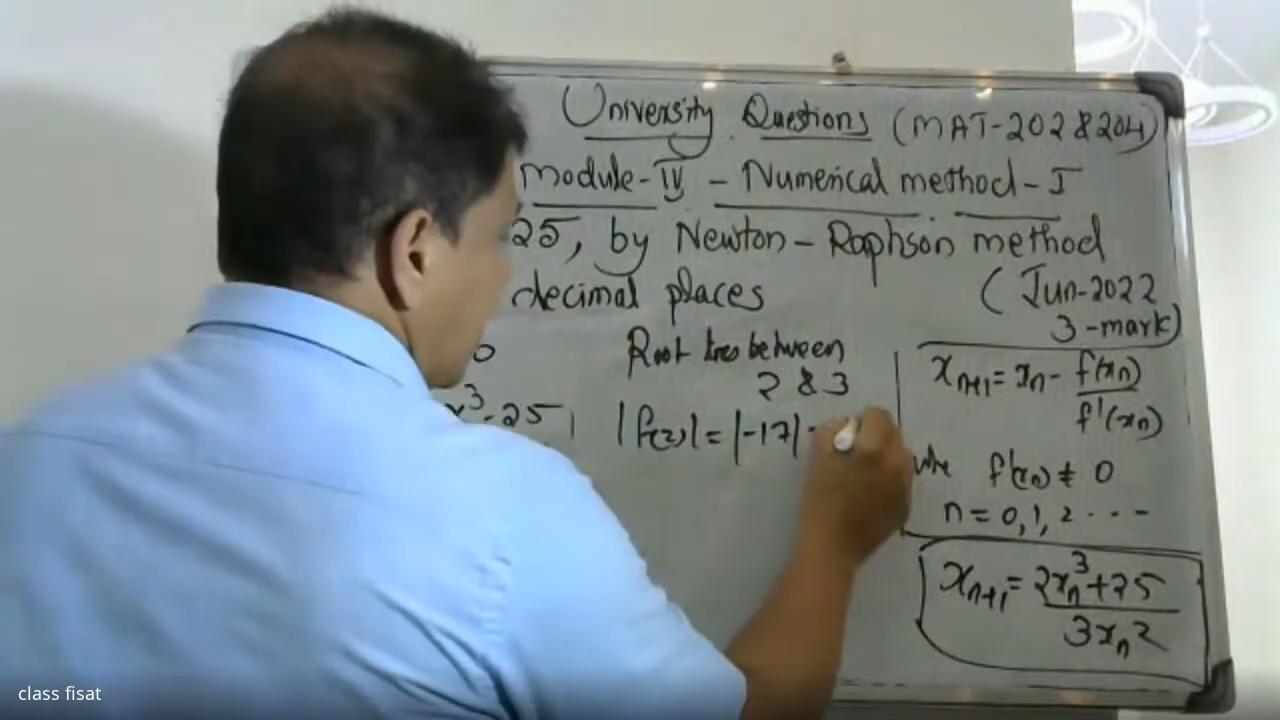 University Questions (MAT-202 & 204)
module-IV - Numerical method-I
25, by Newton-Raphson method
decimal places (Jun-2022
3-mark)
0
x³-25
Root lies between
2 & 3
|f(2)| = |-17|
xₙ₊₁ = xₙ - f(xₙ)
f'(xₙ)
f'(xₙ) ≠ 0
n = 0, 1, 2 ---
xₙ₊₁ = 2xₙ³+25
3xₙ2
class fisat